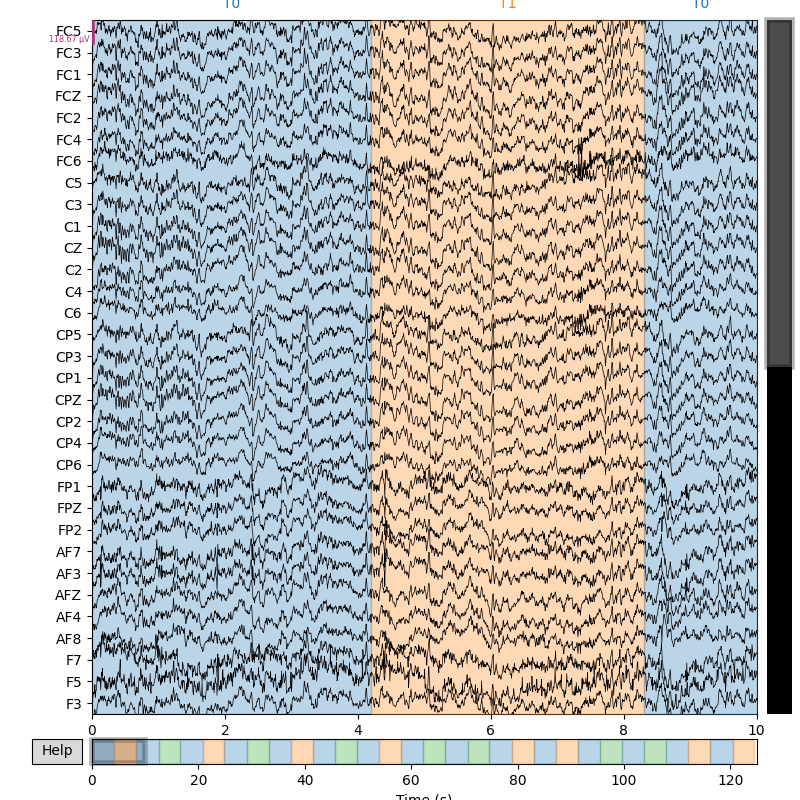 T0 T1 T0
FC5
118.67 µV
FC3
FC1
FCZ
FC2
FC4
FC6
C5
C3
C1
CZ
C2
C4
C6
CP5
CP3
CP1
CPZ
CP2
CP4
CP6
FP1
FPZ
FP2
AF7
AF3
AFZ
AF4
AF8
F7
F5
F3
0 2 4 6 8 10
Help
0 20 40 60 80 100 120
Time (s)